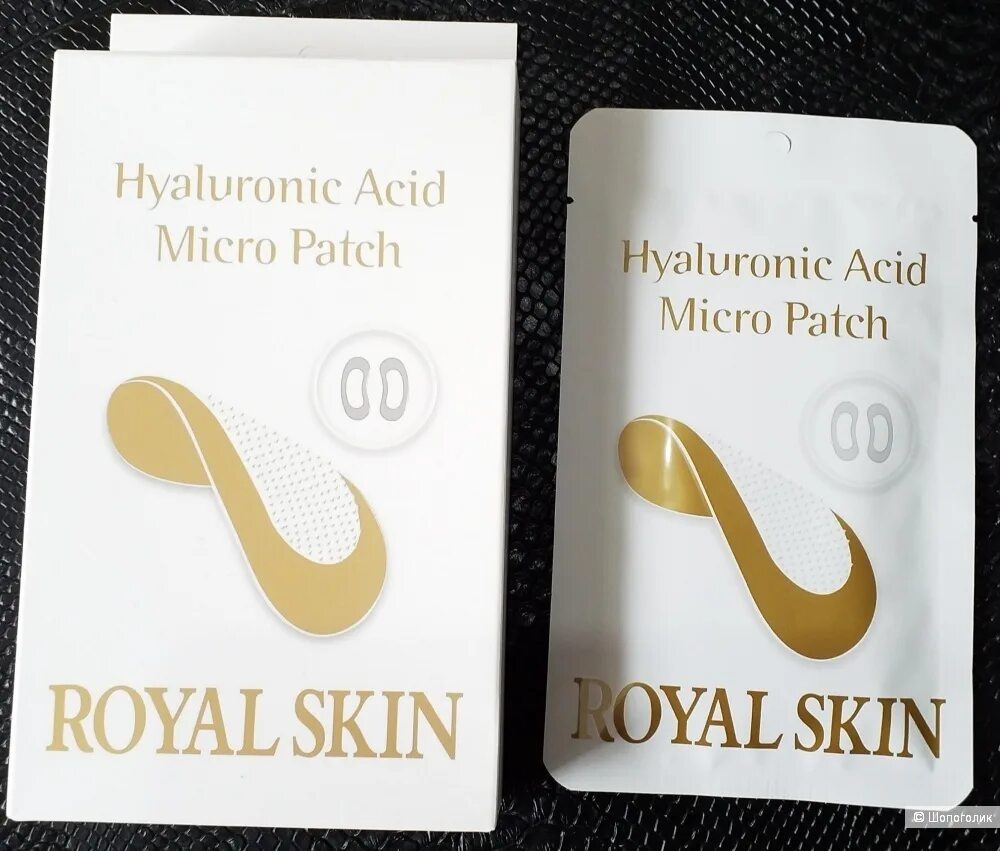 Hyaluronic Acid
Micro Patch
ROYAL SKIN
Hyaluronic Acid
Micro Patch
ROYAL SKIN
© Шопоголик